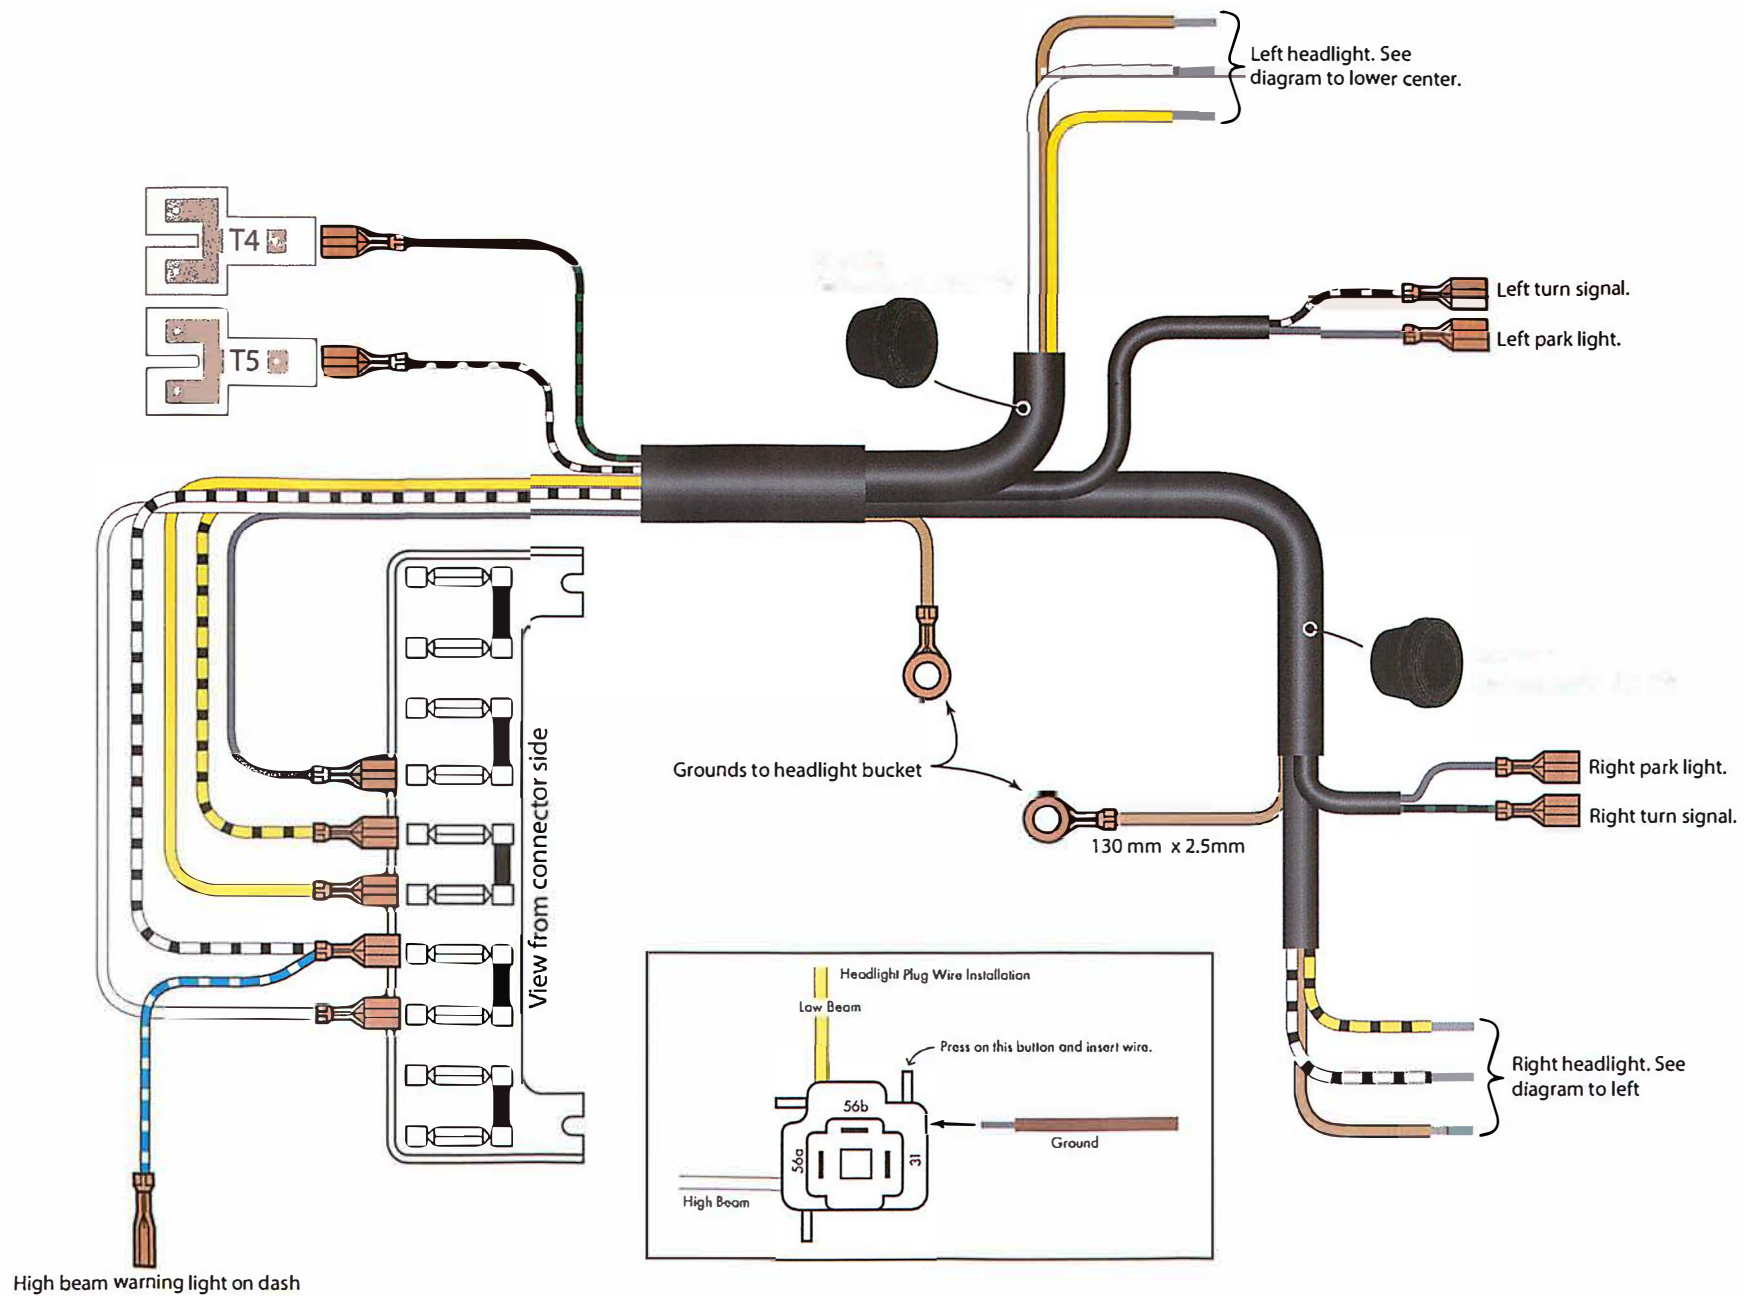 Left headlight. See
diagram to lower center.
T4
T5
Left turn signal.
Left park light.
Grounds to headlight bucket
130 mm x 2.5mm
Right park light.
Right turn signal.
View from connector side
Headlight Plug Wire Installation
Low Beam
Press on this button and insert wire.
56b
56a
31
Ground
High Beam
Right headlight. See
diagram to left
High beam warning light on dash